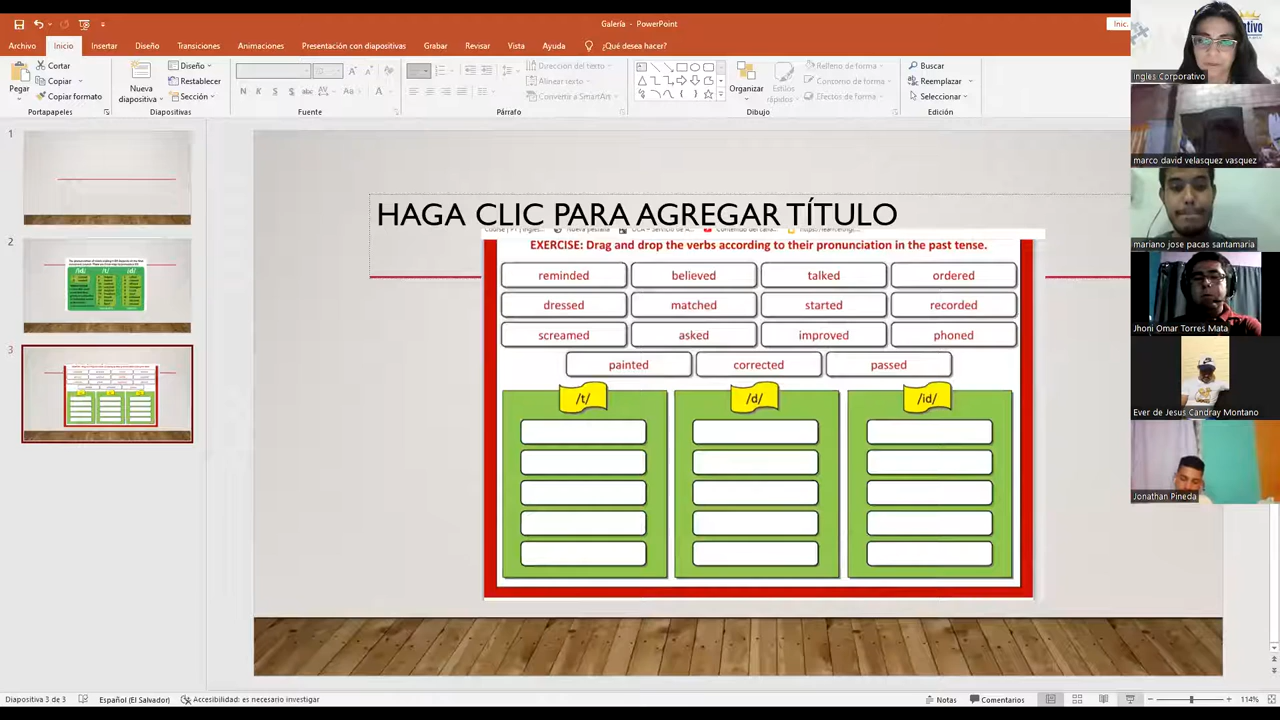 Galería - PowerPoint
Inic.
Archivo Inicio Insertar Diseño Transiciones Animaciones Presentación con diapositivas Grabar Revisar Vista Ayuda ¿Qué desea hacer?
Pegar
Cortar
Copiar
Copiar formato
Portapapeles
Nueva diapositiva
Diseño
Restablecer
Sección
Diapositivas
N K S abc
Fuente
Dirección del texto
Alinear texto
Convertir a SmartArt
Párrafo
Organizar
Estilos rápidos
Relleno de forma
Contorno de forma
Efectos de forma
Dibujo
Buscar
Reemplazar
Seleccionar
Edición
1
2
3
HAGA CLIC PARA AGREGAR TÍTULO
EXERCISE: Drag and drop the verbs according to their pronunciation in the past tense.
reminded believed talked ordered
dressed matched started recorded
screamed asked improved phoned
painted corrected passed
/t/ /d/ /id/
ingles Corporativo
marco david velasquez vasquez
mariano jose pacas santamaria
Jhoni Omar Torres Mata
Ever de Jesus Candray Montano
Jonathan Pineda
Diapositiva 3 de 3 Español (El Salvador) Accesibilidad: es necesario investigar Notas Comentarios 114%